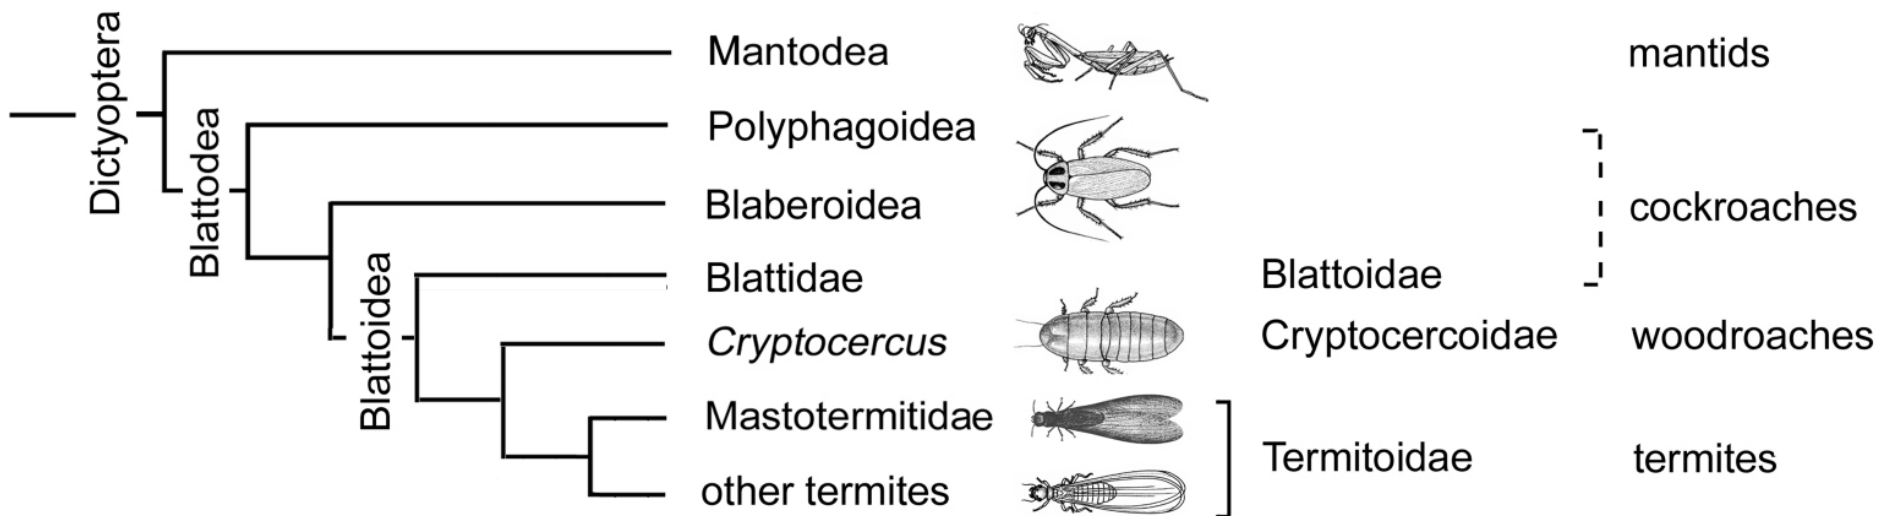 Dictyoptera
Blattodea
Blattoidea
Mantodea mantids
Polyphagoidea
Blaberoidea cockroaches
Blattidae Blattoidae
Cryptocercus Cryptocercoidae woodroaches
Mastotermitidae
Termitoidae termites
other termites